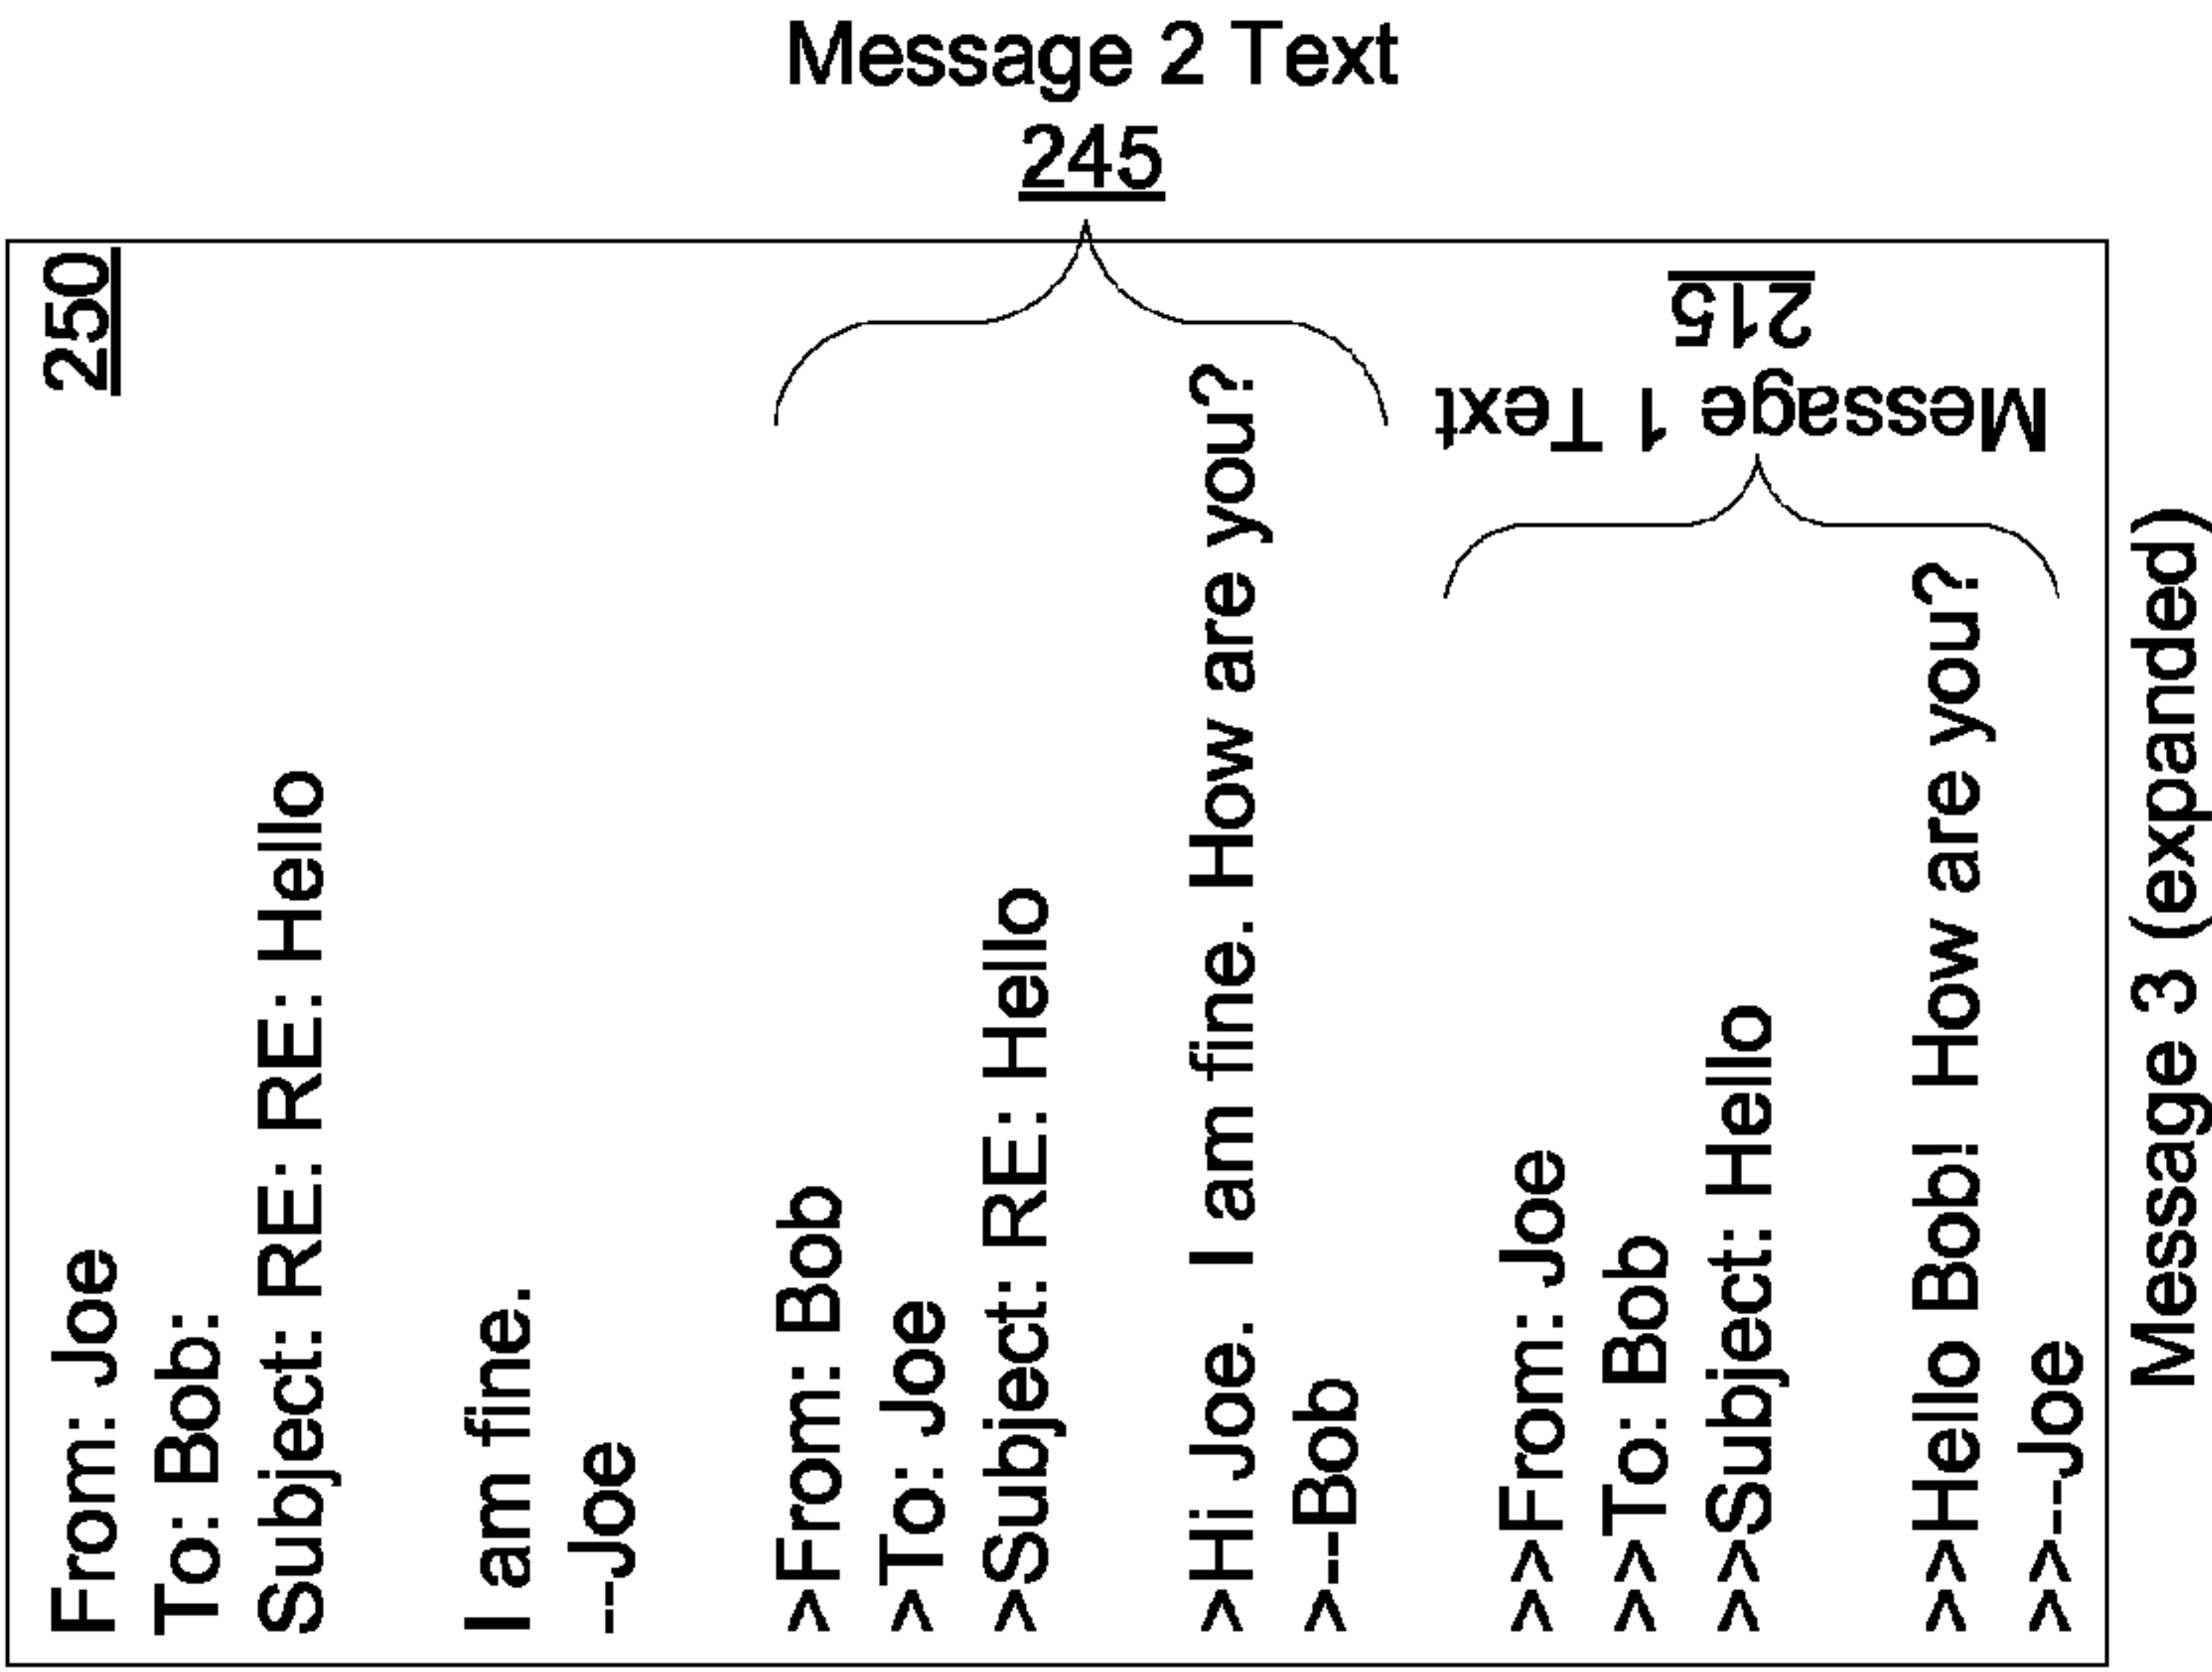 Message 2 Text
245
250
From: Joe
To: Bob:
Subject: RE: RE: Hello
I am fine.
--Joe
>From: Bob
>To: Joe
>Subject: RE: Hello
>Hi Joe. I am fine. How are you?
>--Bob
Message 1 Text
215
>>From: Joe
>>To: Bob
>>Subject: Hello
>>Hello Bob! How are you?
>>--Joe
Message 3 (expanded)